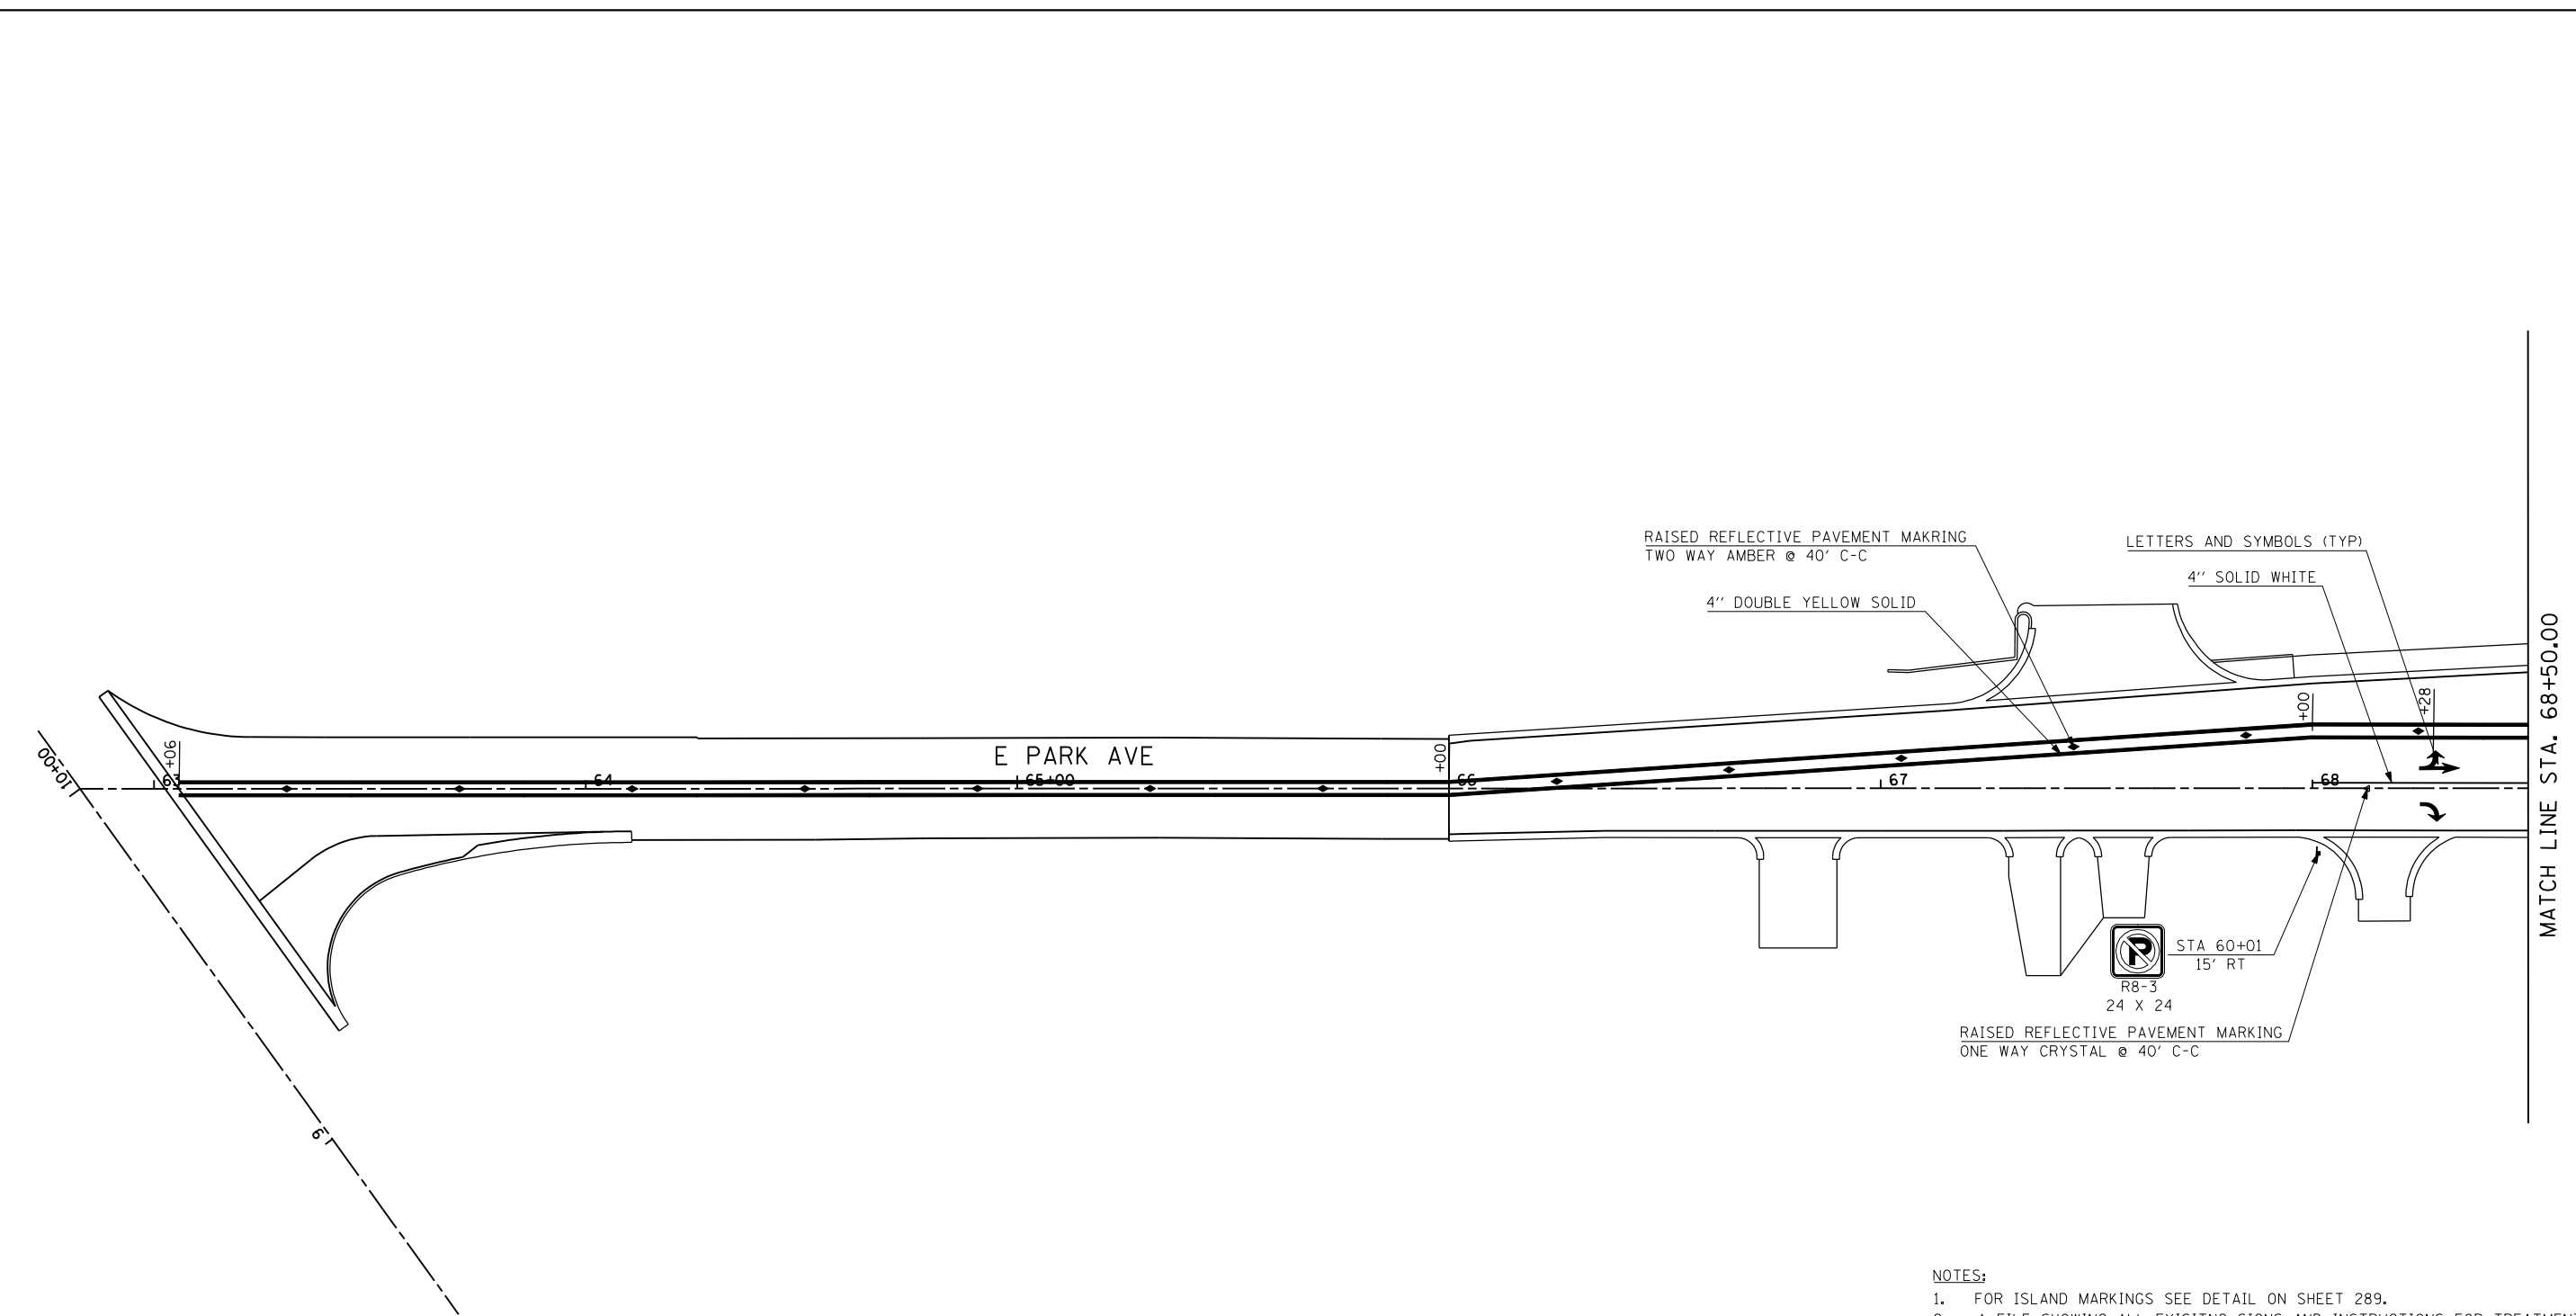 RAISED REFLECTIVE PAVEMENT MAKRING
TWO WAY AMBER @ 40' C-C
LETTERS AND SYMBOLS (TYP)
4'' SOLID WHITE
4'' DOUBLE YELLOW SOLID
MATCH LINE STA. 68+50.00
+00
+28
+06
+00
E PARK AVE
10+00
63
64
65+00
66
67
68
STA 60+01
15' RT
P
R8-3
24 X 24
RAISED REFLECTIVE PAVEMENT MARKING
ONE WAY CRYSTAL @ 40' C-C
NOTES:
1. FOR ISLAND MARKINGS SEE DETAIL ON SHEET 289.